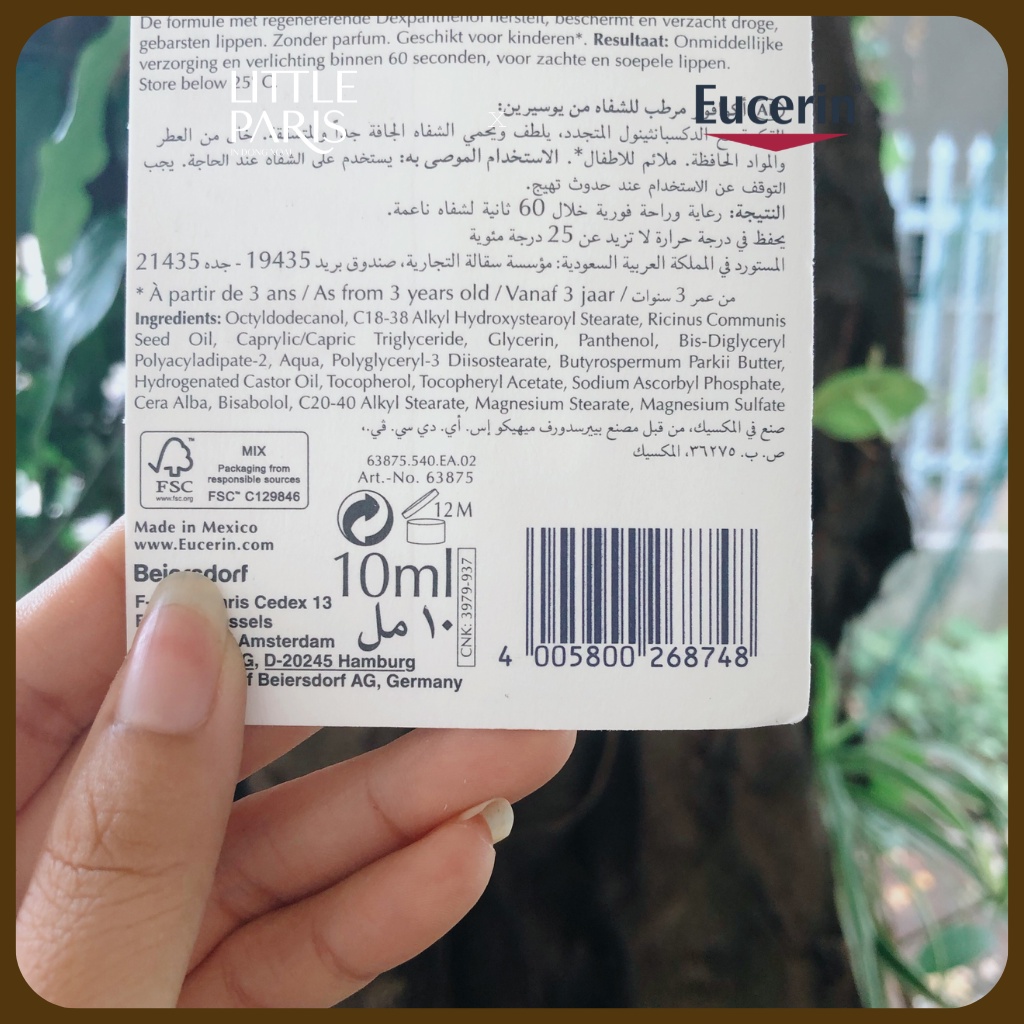 De formule met regenererende Dexpanthenol herstelt, beschermt en verzacht droge,
gebarsten lippen. Zonder parfum. Geschikt voor kinderen*. Resultaat: Onmiddellijke
verzorging en verlichting binnen 60 seconden, voor zachte en soepele lippen.
Store below 25° C.
LITTLE
PARIS
x
Eucerin
مرطب للشفاه من يوسيرين:
الدكسبانثينول المتجدد، يلطف ويحمي الشفاه الجافة من العطر
والمواد الحافظة. ملائم للاطفال*. الاستخدام الموصى به: يستخدم على الشفاه عند الحاجة. يجب
التوقف عن الاستخدام عند حدوث تهيج.
النتيجة: رعاية وراحة فورية خلال 60 ثانية لشفاه ناعمة.
يحفظ في درجة حرارة لا تزيد عن 25 درجة مئوية
المستورد في المملكة العربية السعودية: مؤسسة سقالة التجارية، صندوق بريد 19435 - جده 21435
* À partir de 3 ans / As from 3 years old / Vanaf 3 jaar / من عمر 3 سنوات
Ingredients: Octyldodecanol, C18-38 Alkyl Hydroxystearoyl Stearate, Ricinus Communis
Seed Oil, Caprylic/Capric Triglyceride, Glycerin, Panthenol, Bis-Diglyceryl
Polyacyladipate-2, Aqua, Polyglyceryl-3 Diisostearate, Butyrospermum Parkii Butter,
Hydrogenated Castor Oil, Tocopherol, Tocopheryl Acetate, Sodium Ascorbyl Phosphate,
Cera Alba, Bisabolol, C20-40 Alkyl Stearate, Magnesium Stearate, Magnesium Sulfate
صنع في المكسيك، من قبل مصنع بييرسدورف ميهيكو إس. أي. دي سي. في.،
ص. ب. ٣٦٢٧٥، المكسيك
FSC™
www.fsc.org
MIX
Packaging from
responsible sources
FSC™ C129846
63875.540.EA.02
Art.-No. 63875
12M
Made in Mexico
www.Eucerin.com
Beiersdorf
10ml
١٠ مل
CNK: 3979-937
F- Paris Cedex 13
ssels
Amsterdam
G, D-20245 Hamburg
f Beiersdorf AG, Germany
4 005800 268748